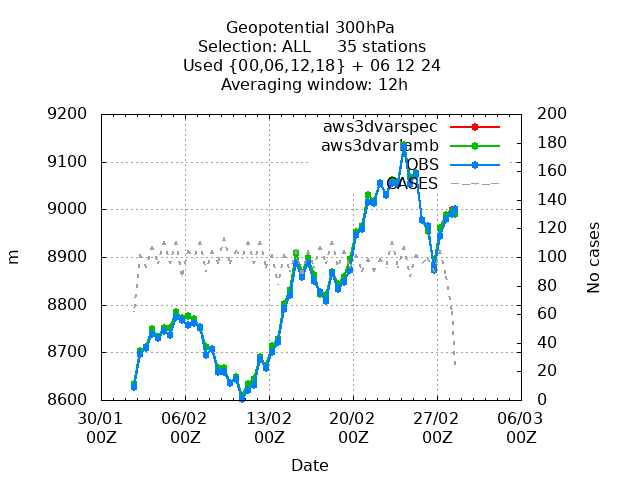 Geopotential 300hPa
Selection: ALL 35 stations
Used {00,06,12,18} + 06 12 24
Averaging window: 12h
9200
9100
9000
8900
8800
8700
8600
m
200
180
160
140
120
100
80
60
40
20
0
No cases
aws3dvarspec
aws3dvarlamb
OBS
CASES
30/01 06/02 13/02 20/02 27/02 06/03
00Z 00Z 00Z 00Z 00Z 00Z
Date